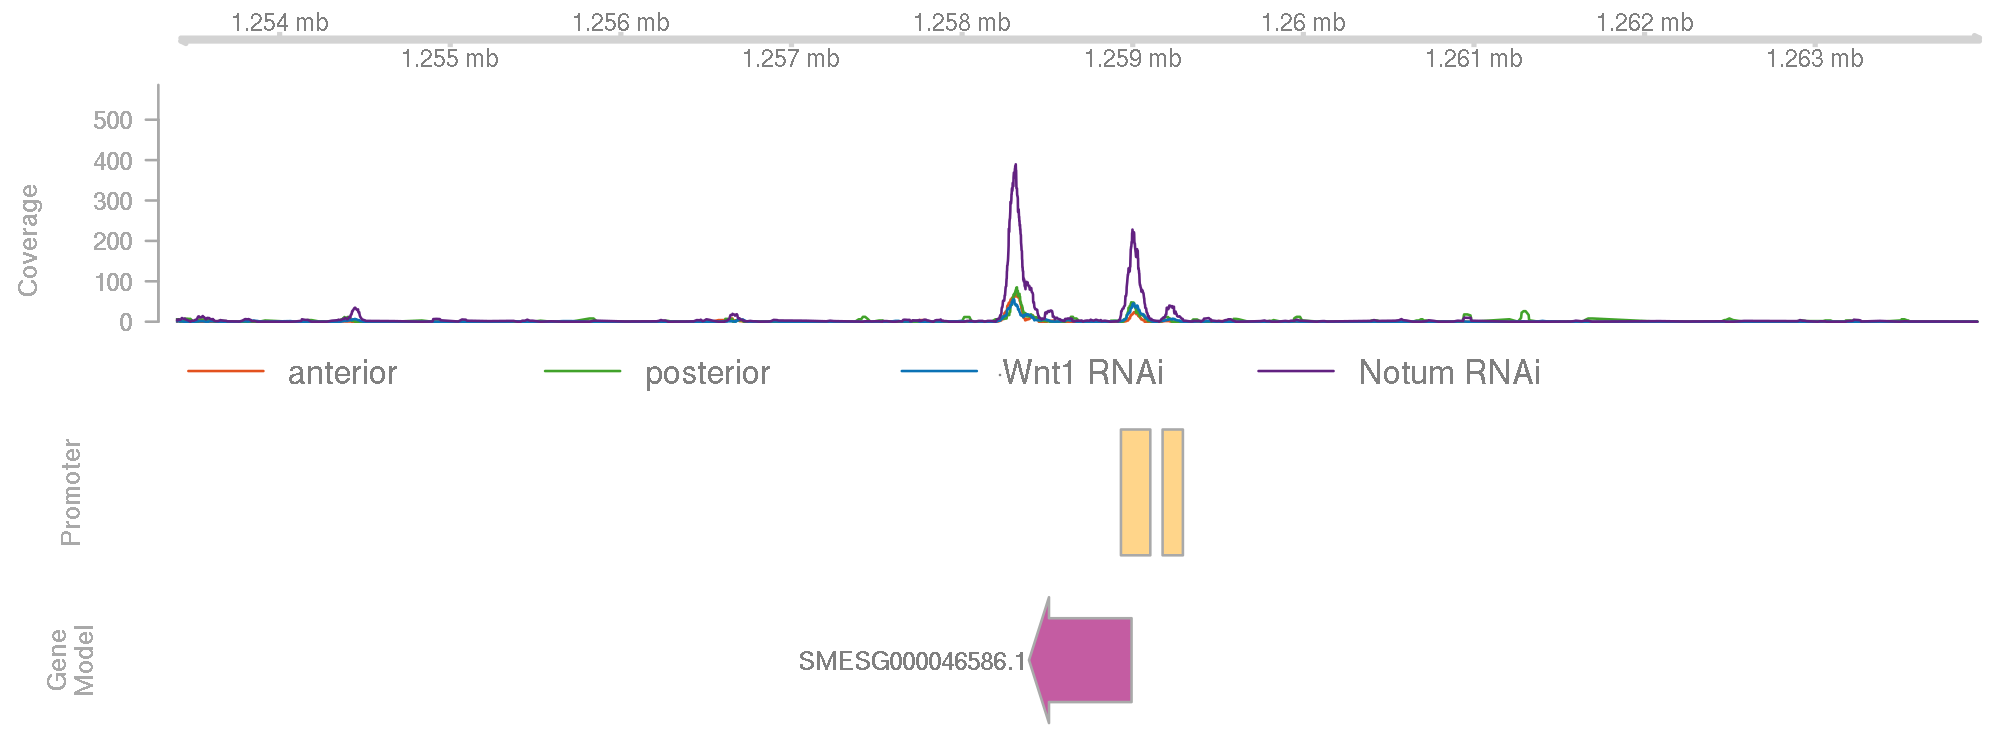 1.254 mb 1.256 mb 1.258 mb 1.26 mb 1.262 mb
1.255 mb 1.257 mb 1.259 mb 1.261 mb 1.263 mb
Coverage
500
400
300
200
100
0
anterior posterior Wnt1 RNAi Notum RNAi
Promoter
Gene
Model
SMESG000046586.1